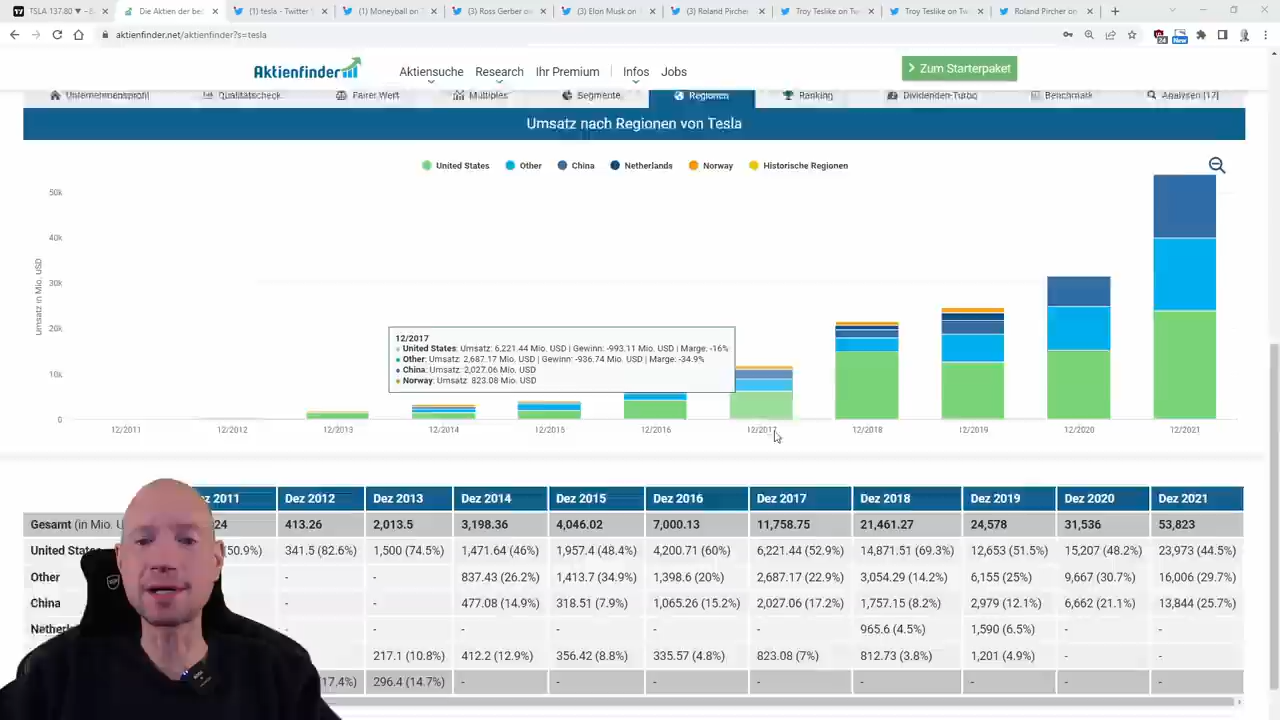 TSLA 137.80 ▼
Die Aktien der be
(1) tesla - Twitter
(1) Moneyball on
(3) Ross Gerber on
(3) Elon Musk on
(3) Roland Pircher
Troy Teslike on Tw
Troy Teslike on Tw
Roland Pircher on
aktienfinder.net/aktienfinder?s=tesla
24
New
Aktienfinder
Aktiensuche
Research
Ihr Premium
Infos
Jobs
Zum Starterpaket
Unternehmensprofil
Qualitätscheck
Fairer Wert
Multiples
Segmente
Regionen
Ranking
Dividenden-Turbo
Benchmark
Analysen [17]
Umsatz nach Regionen von Tesla
United States
Other
China
Netherlands
Norway
Historische Regionen
Umsatz in Mio. USD
50k
40k
30k
20k
10k
0
12/2017
United States: Umsatz: 6,221.44 Mio. USD | Gewinn: -993.11 Mio. USD | Marge: -16%
Other: Umsatz: 2,687.17 Mio. USD | Gewinn: -936.74 Mio. USD | Marge: -34.9%
China: Umsatz: 2,027.06 Mio. USD
Norway: Umsatz: 823.08 Mio. USD
12/2011 12/2012 12/2013 12/2014 12/2015 12/2016 12/2017 12/2018 12/2019 12/2020 12/2021
2011 Dez 2012 Dez 2013 Dez 2014 Dez 2015 Dez 2016 Dez 2017 Dez 2018 Dez 2019 Dez 2020 Dez 2021
Gesamt (in Mio. 24 413.26 2,013.5 3,198.36 4,046.02 7,000.13 11,758.75 21,461.27 24,578 31,536 53,823
United (50.9%) 341.5 (82.6%) 1,500 (74.5%) 1,471.64 (46%) 1,957.4 (48.4%) 4,200.71 (60%) 6,221.44 (52.9%) 14,871.51 (69.3%) 12,653 (51.5%) 15,207 (48.2%) 23,973 (44.5%)
Other - - 837.43 (26.2%) 1,413.7 (34.9%) 1,398.6 (20%) 2,687.17 (22.9%) 3,054.29 (14.2%) 6,155 (25%) 9,667 (30.7%) 16,006 (29.7%)
China - - 477.08 (14.9%) 318.51 (7.9%) 1,065.26 (15.2%) 2,027.06 (17.2%) 1,757.15 (8.2%) 2,979 (12.1%) 6,662 (21.1%) 13,844 (25.7%)
Nether - - - - - - 965.6 (4.5%) 1,590 (6.5%) - -
217.1 (10.8%) 412.2 (12.9%) 356.42 (8.8%) 335.57 (4.8%) 823.08 (7%) 812.73 (3.8%) 1,201 (4.9%) - -
17.4%) 296.4 (14.7%) - - - - - - - -